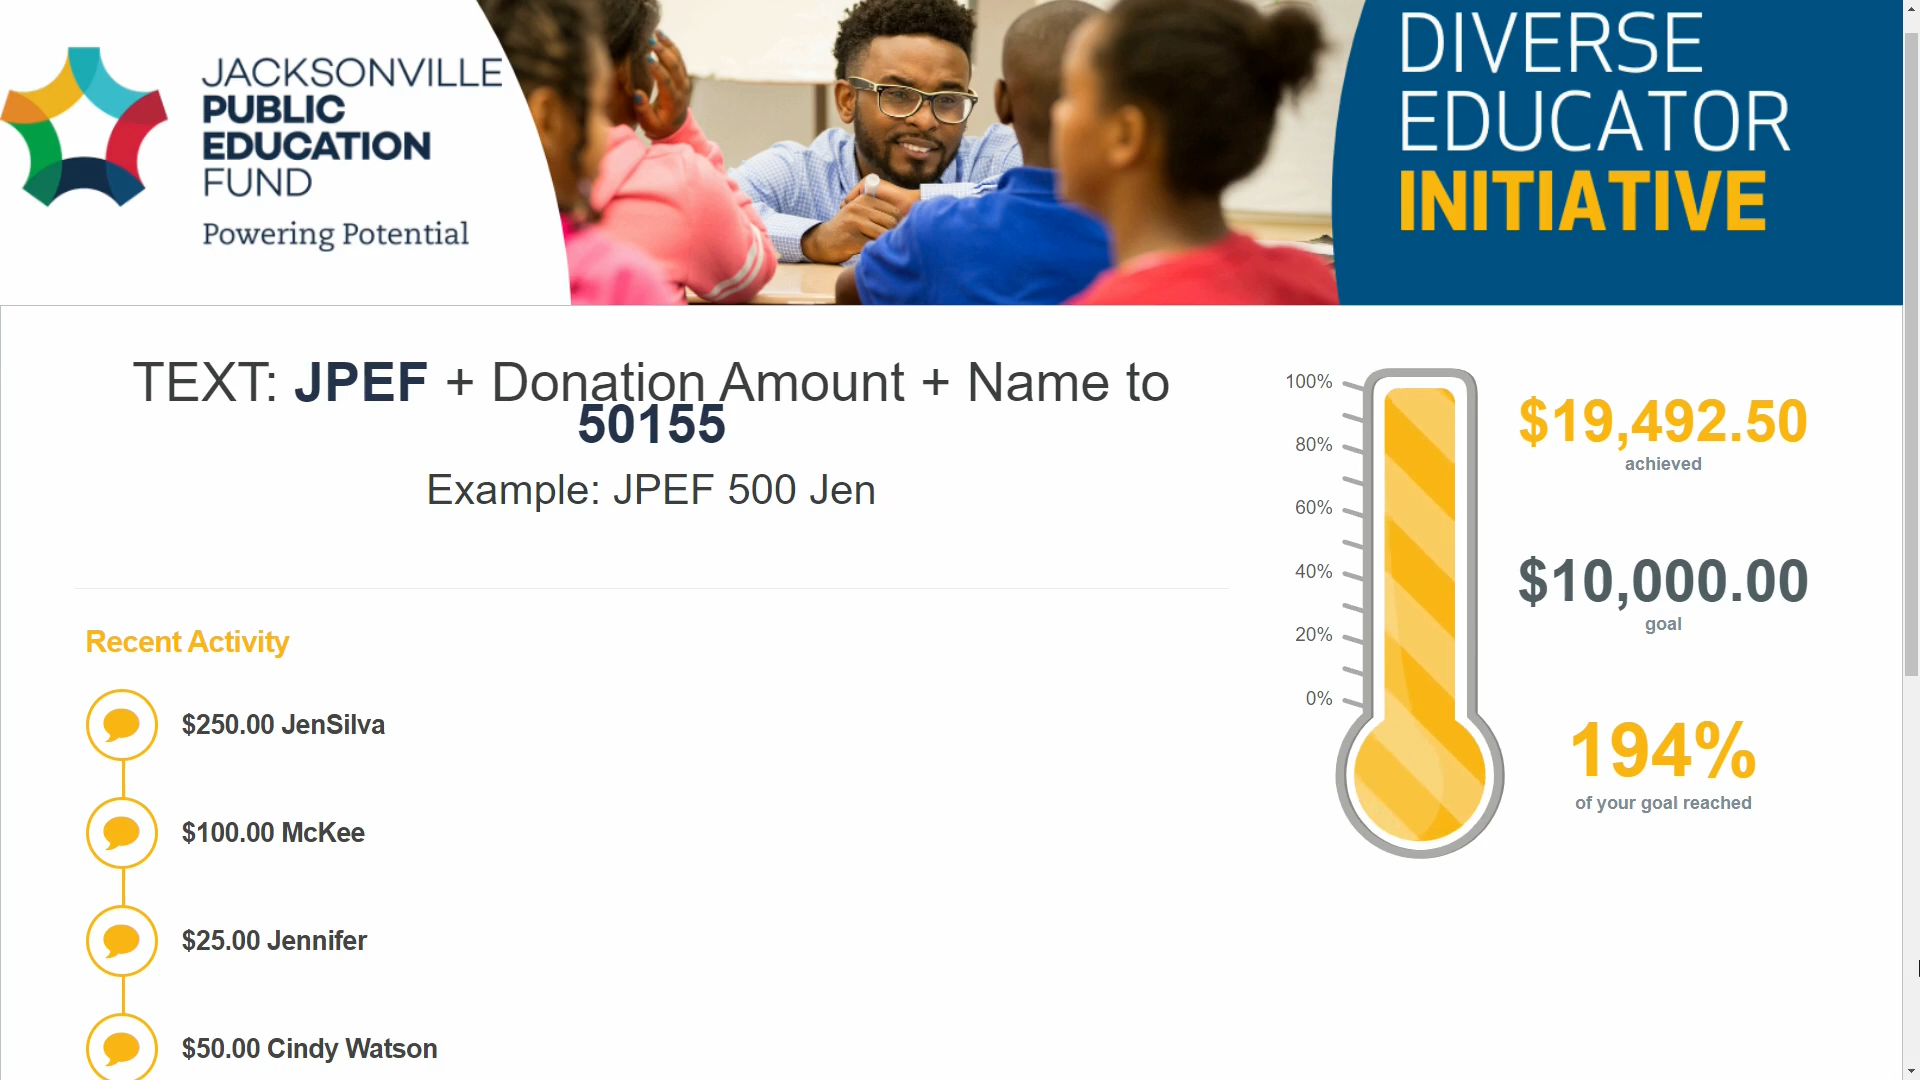 JACKSONVILLE
PUBLIC
EDUCATION
FUND
Powering Potential
DIVERSE
EDUCATOR
INITIATIVE
TEXT: JPEF + Donation Amount + Name to
50155
Example: JPEF 500 Jen
Recent Activity
$250.00 JenSilva
$100.00 McKee
$25.00 Jennifer
$50.00 Cindy Watson
100%
80%
60%
40%
20%
0%
$19,492.50
achieved
$10,000.00
goal
194%
of your goal reached